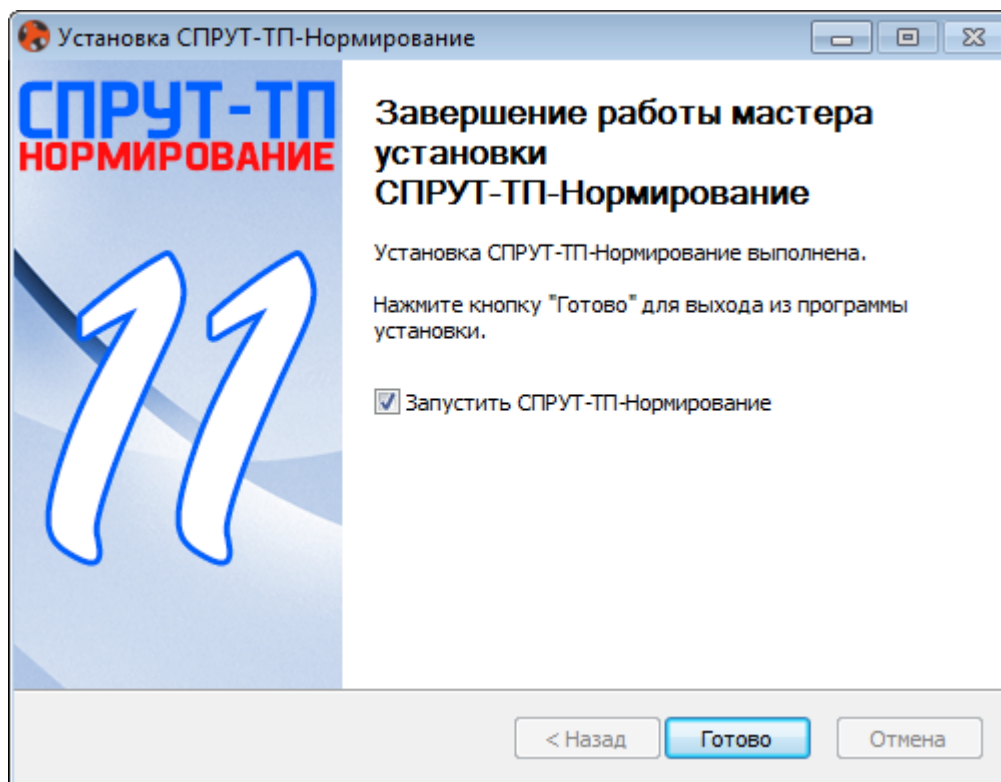 Установка СПРУТ-ТП-Нормирование
СПРУТ-ТП
НОРМИРОВАНИЕ
11
Завершение работы мастера
установки
СПРУТ-ТП-Нормирование
Установка СПРУТ-ТП-Нормирование выполнена.
Нажмите кнопку "Готово" для выхода из программы
установки.
Запустить СПРУТ-ТП-Нормирование
< Назад
Готово
Отмена